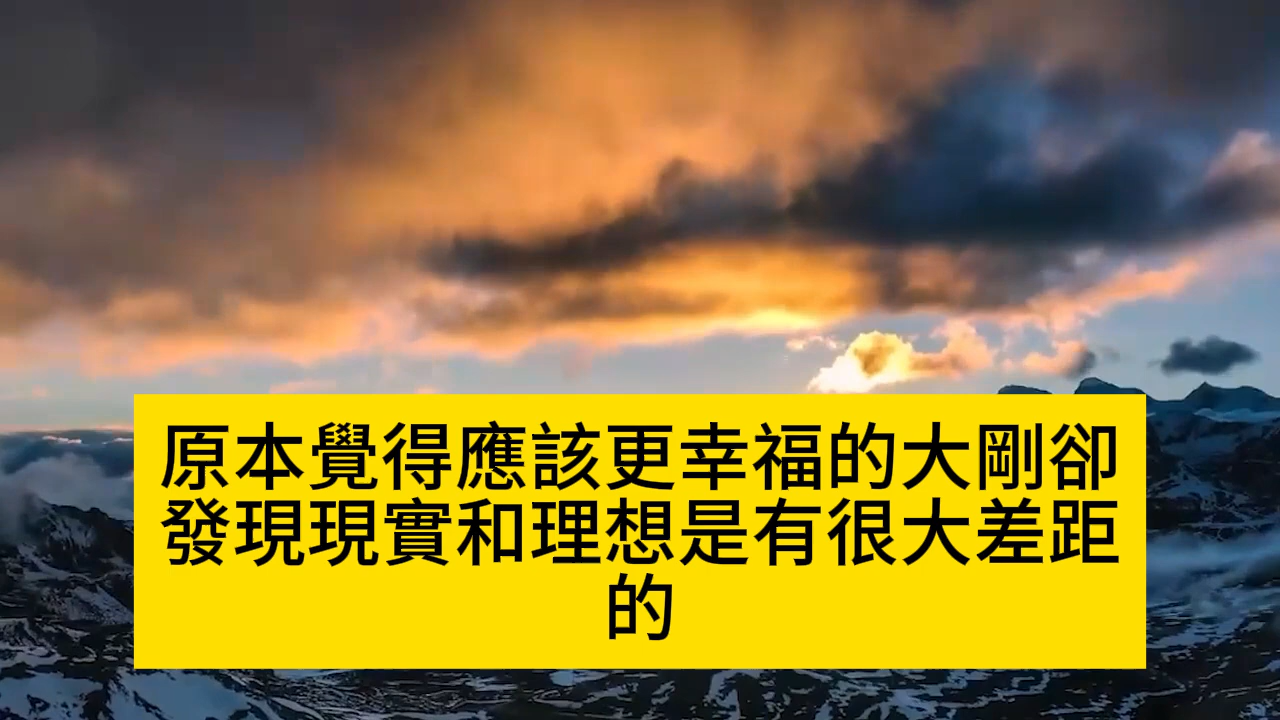 原本覺得應該更幸福的大剛卻
發現現實和理想是有很大差距
的